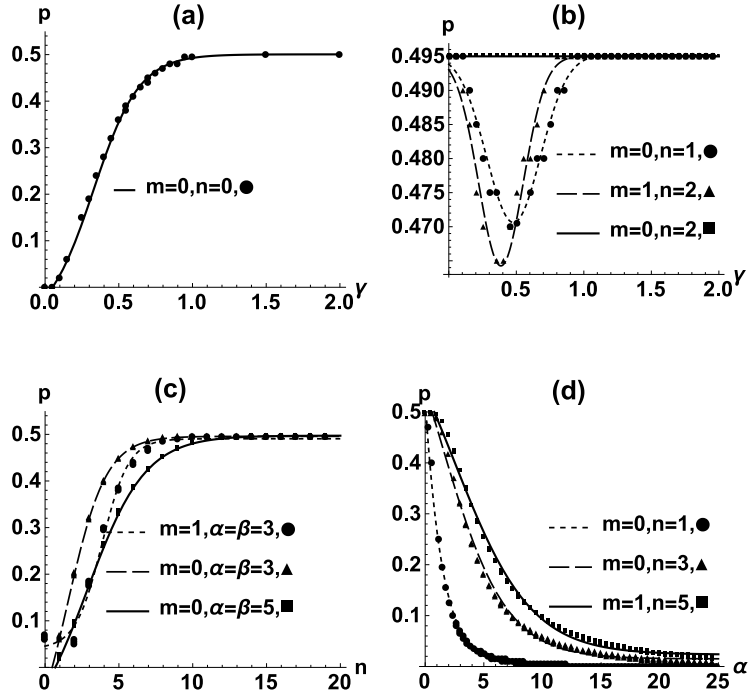 (a)
p
0.5
0.4
0.3
0.2
0.1
0.0 0.5 1.0 1.5 2.0 γ
m=0,n=0,●
(b)
p
0.495
0.490
0.485
0.480
0.475
0.470
0.5 1.0 1.5 2.0 γ
m=0,n=1,●
m=1,n=2,▲
m=0,n=2,■
(c)
p
0.5
0.4
0.3
0.2
0.1
0 5 10 15 20 n
m=1,α=β=3,●
m=0,α=β=3,▲
m=0,α=β=5,■
(d)
p
0.5
0.4
0.3
0.2
0.1
0 5 10 15 20 25 α
m=0,n=1,●
m=0,n=3,▲
m=1,n=5,■